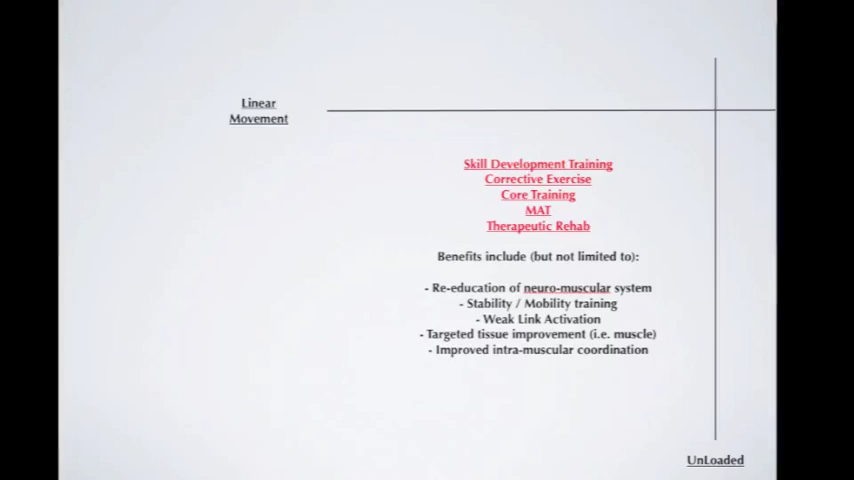 Linear
Movement
Skill Development Training
Corrective Exercise
Core Training
MAT
Therapeutic Rehab
Benefits include (but not limited to):
- Re-education of neuro-muscular system
- Stability / Mobility training
- Weak Link Activation
- Targeted tissue improvement (i.e. muscle)
- Improved intra-muscular coordination
UnLoaded